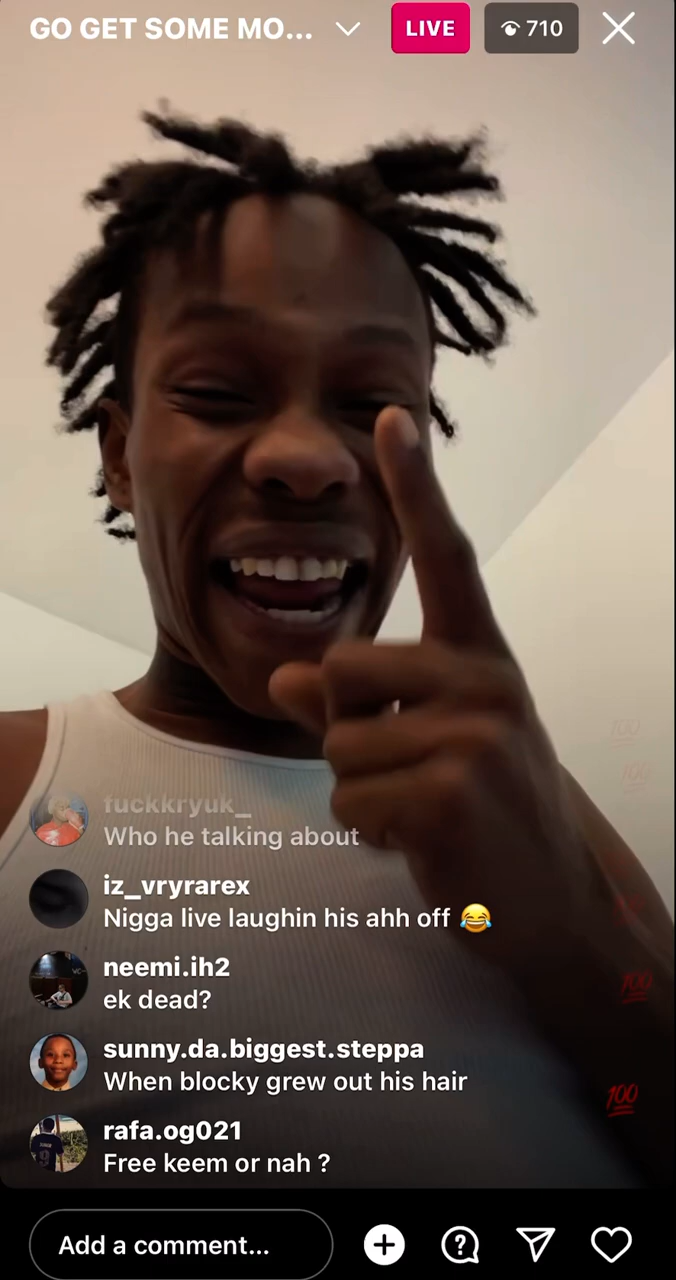 GO GET SOME MO...
LIVE
710
fuckkryuk_
Who he talking about
iz_vryrarex
Nigga live laughin his ahh off 😂
neemi.ih2
ek dead?
sunny.da.biggest.steppa
When blocky grew out his hair
rafa.og021
Free keem or nah ?
Add a comment...